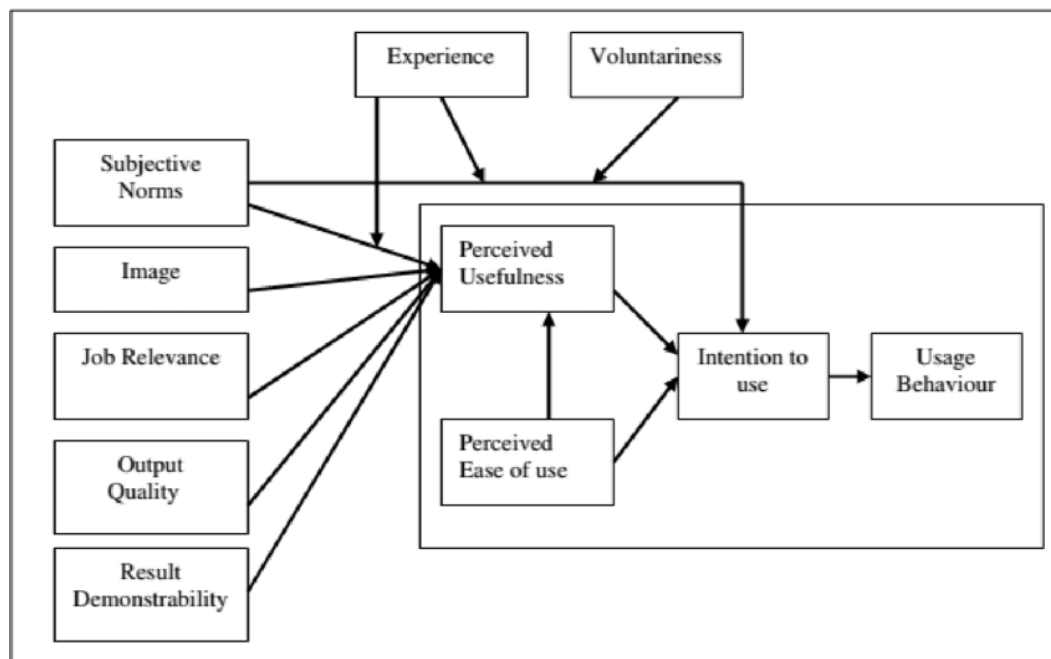 Experience
Voluntariness
Subjective
Norms
Image
Job Relevance
Output
Quality
Result
Demonstrability
Perceived
Usefulness
Perceived
Ease of use
Intention to
use
Usage
Behaviour